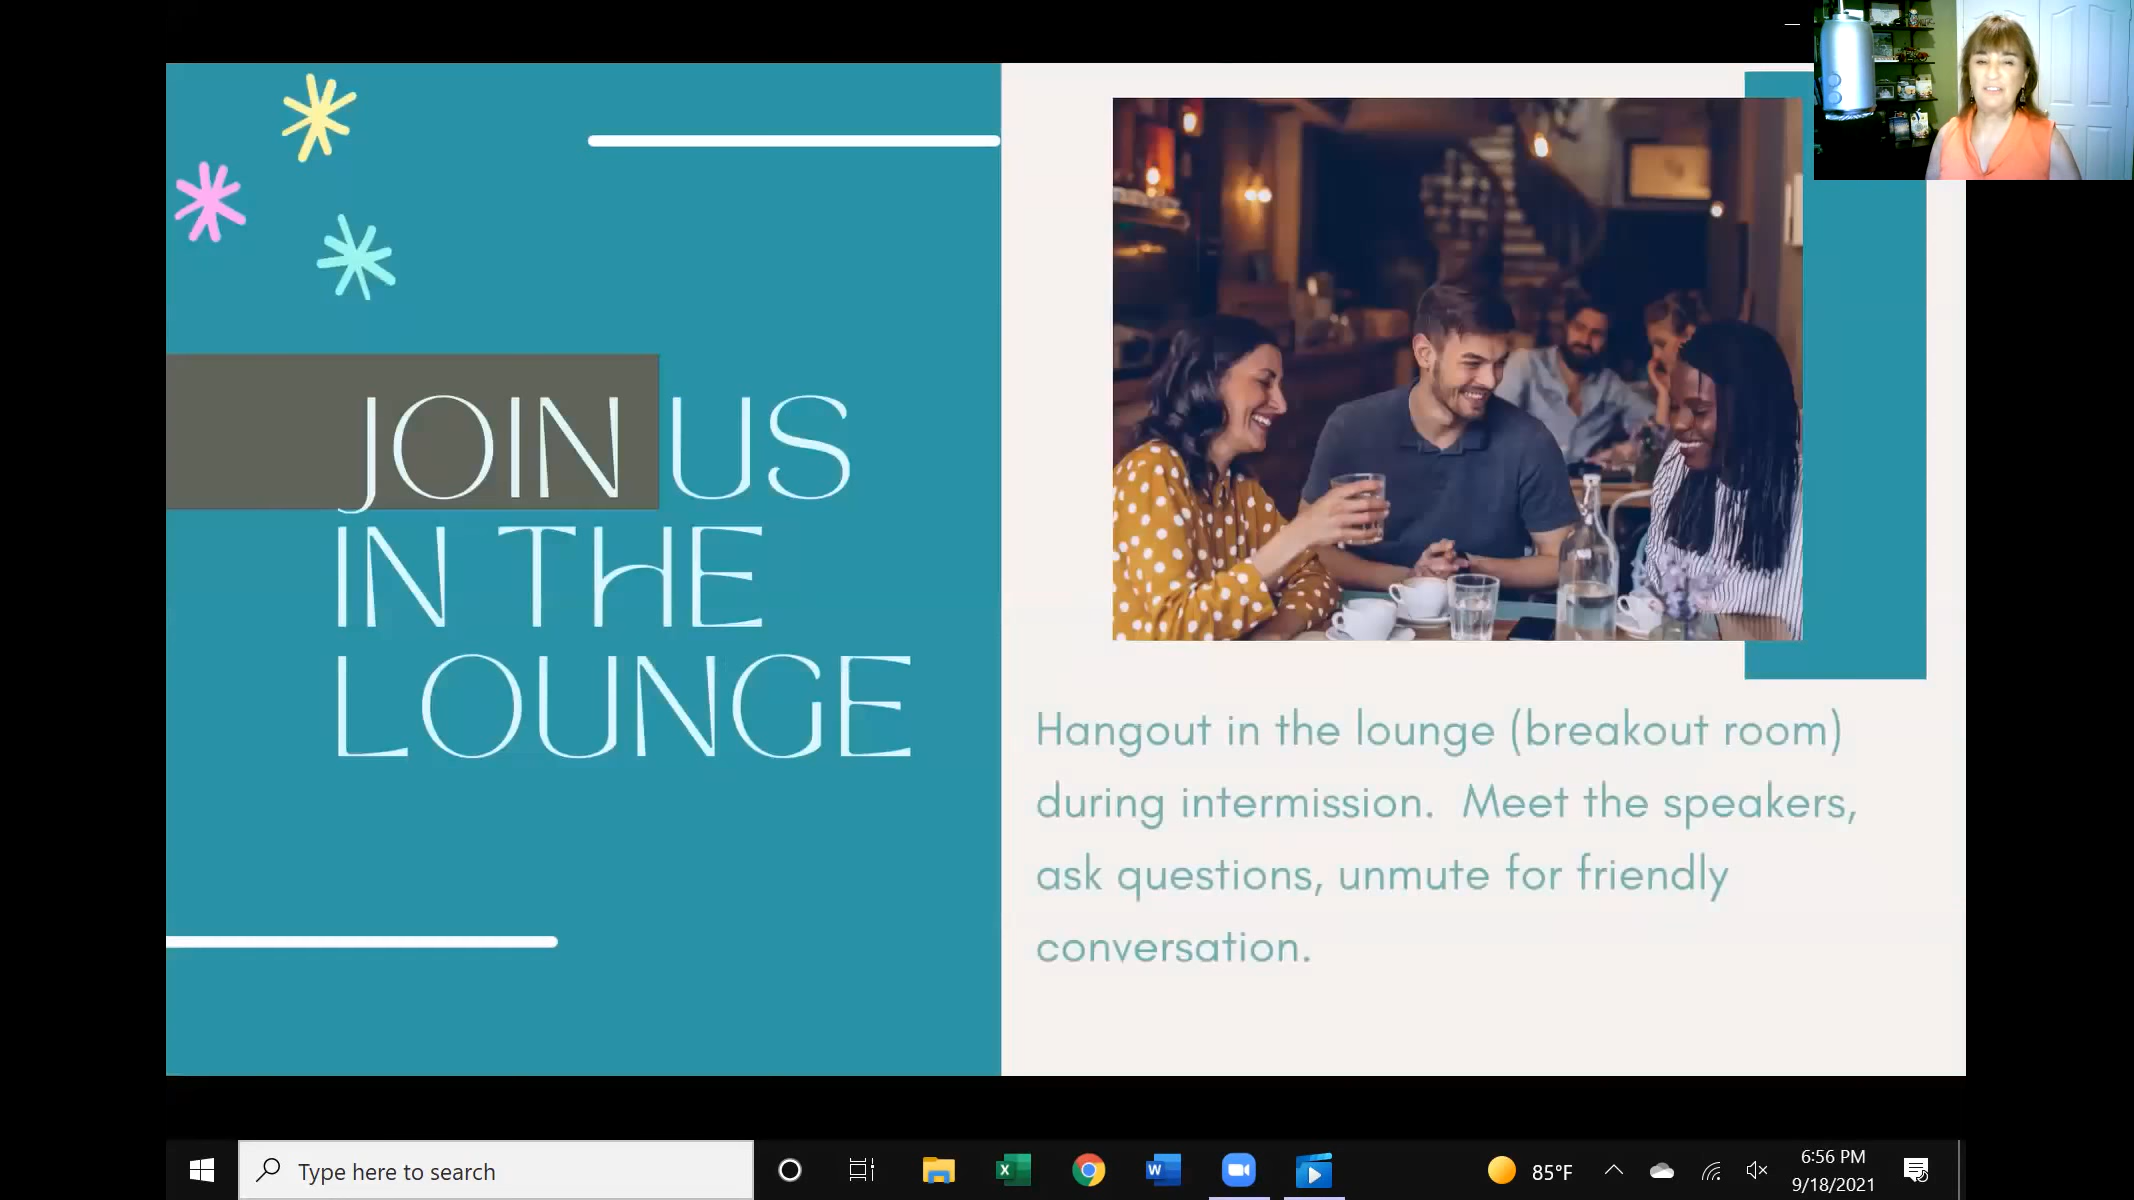 JOIN US
IN THE
LOUNGE
Hangout in the lounge (breakout room)
during intermission.  Meet the speakers,
ask questions, unmute for friendly
conversation.
Type here to search
85°F
6:56 PM
9/18/2021